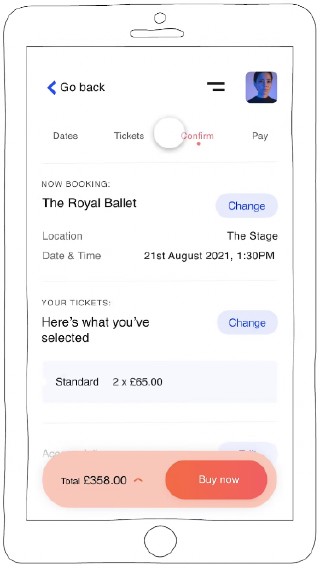 Go back
Dates Tickets Confirm Pay
NOW BOOKING:
The Royal Ballet Change
Location The Stage
Date & Time 21st August 2021, 1:30PM
YOUR TICKETS:
Here's what you've
selected
Change
Standard 2 x £65.00
Total £358.00 Buy now